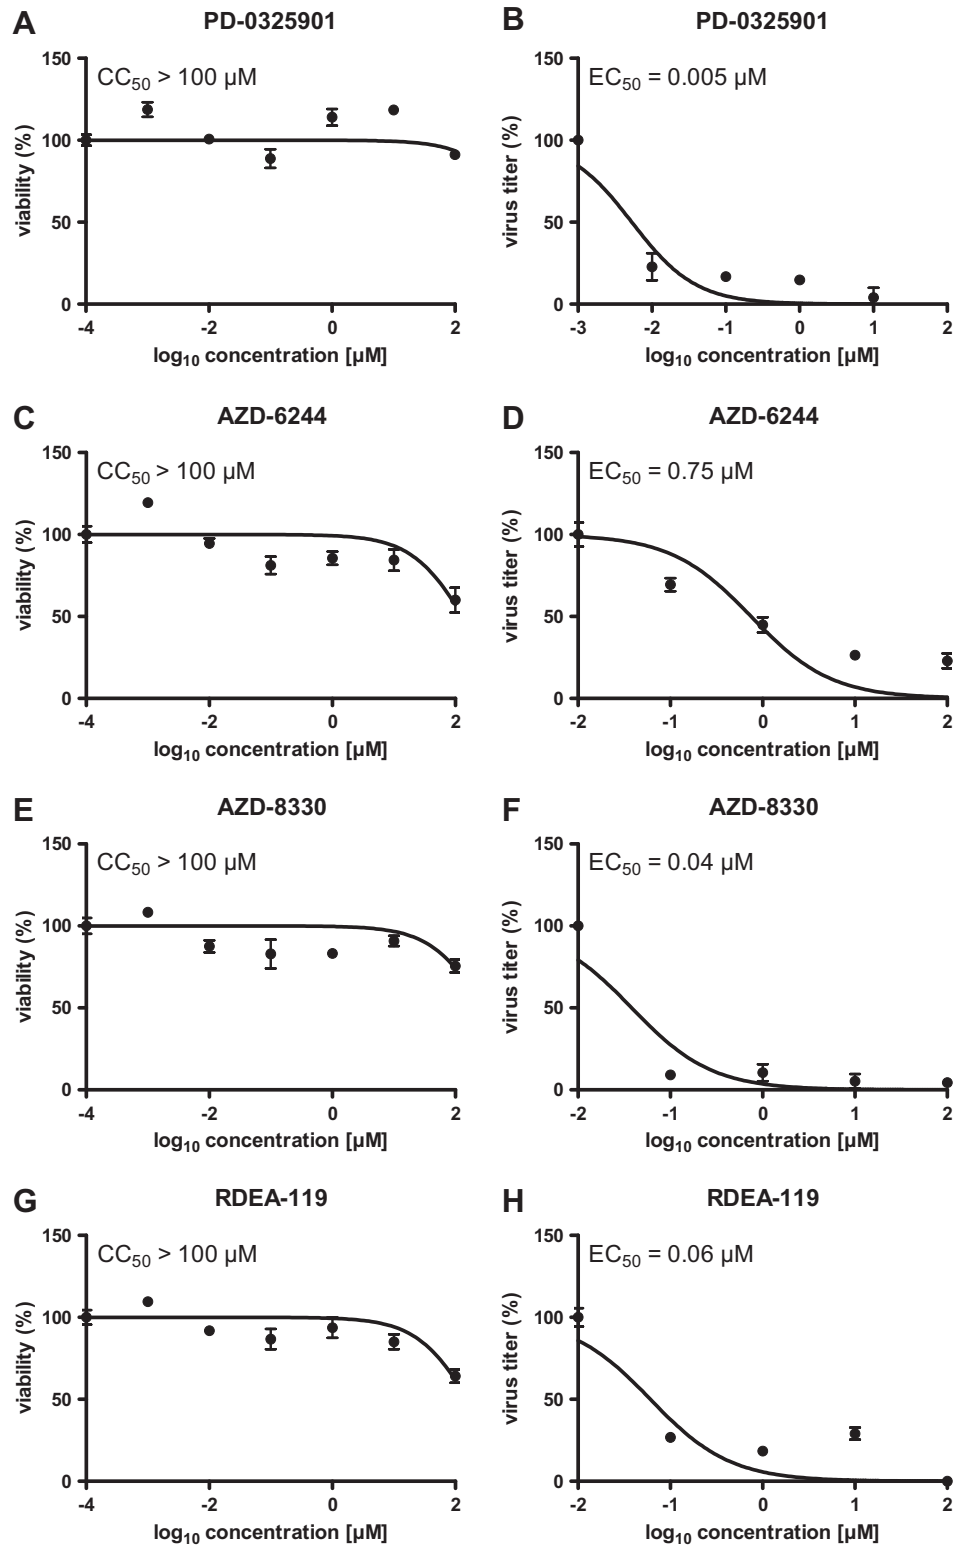 A
PD-0325901
CC50 > 100 µM
150
100
50
0
viability (%)
-4
-2
0
2
log10 concentration [µM]
B
PD-0325901
EC50 = 0.005 µM
150
100
50
0
virus titer (%)
-3
-2
-1
0
1
2
log10 concentration [µM]
C
AZD-6244
CC50 > 100 µM
150
100
50
0
viability (%)
-4
-2
0
2
log10 concentration [µM]
D
AZD-6244
EC50 = 0.75 µM
150
100
50
0
virus titer (%)
-2
-1
0
1
2
log10 concentration [µM]
E
AZD-8330
CC50 > 100 µM
150
100
50
0
viability (%)
-4
-2
0
2
log10 concentration [µM]
F
AZD-8330
EC50 = 0.04 µM
150
100
50
0
virus titer (%)
-2
-1
0
1
2
log10 concentration [µM]
G
RDEA-119
CC50 > 100 µM
150
100
50
0
viability (%)
-4
-2
0
2
log10 concentration [µM]
H
RDEA-119
EC50 = 0.06 µM
150
100
50
0
virus titer (%)
-2
-1
0
1
2
log10 concentration [µM]